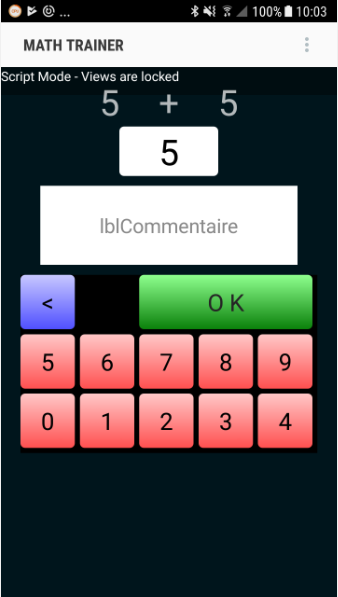 ... 100% 10:03
MATH TRAINER
Script Mode - Views are locked
5 + 5
5
lblCommentaire
< O K
5 6 7 8 9
0 1 2 3 4